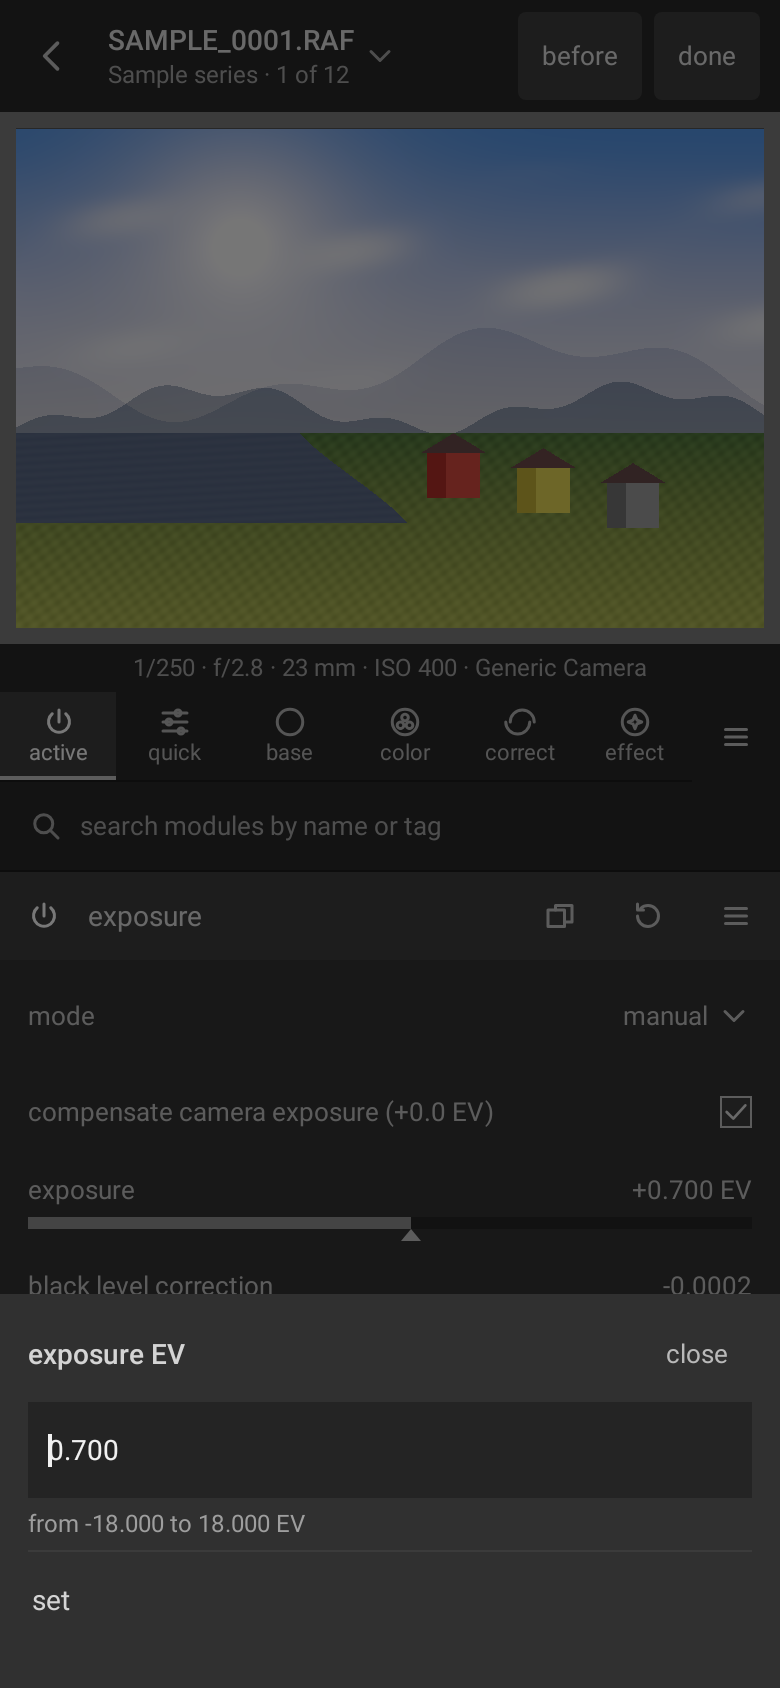 SAMPLE_0001.RAF
Sample series · 1 of 12
before
done
1/250 · f/2.8 · 23 mm · ISO 400 · Generic Camera
active
quick
base
color
correct
effect
search modules by name or tag
exposure
mode
manual
compensate camera exposure (+0.0 EV)
exposure
+0.700 EV
black level correction
-0.0002
exposure EV
close
0.700
from -18.000 to 18.000 EV
set